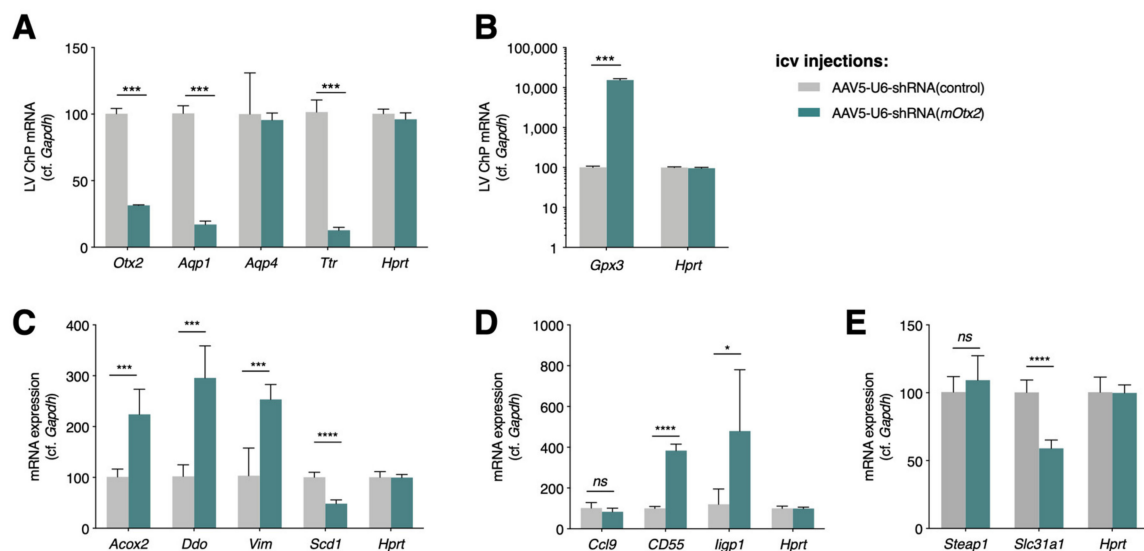 A
LV ChP mRNA
(cf. Gapdh)
150
100
50
0
***
***
***
Otx2
Aqp1
Aqp4
Ttr
Hprt
B
LV ChP mRNA
(cf. Gapdh)
100,000
10,000
1,000
100
10
1
***
Gpx3
Hprt
icv injections:
AAV5-U6-shRNA(control)
AAV5-U6-shRNA(mOtx2)
C
mRNA expression
(cf. Gapdh)
400
300
200
100
0
***
***
***
****
Acox2
Ddo
Vim
Scd1
Hprt
D
mRNA expression
(cf. Gapdh)
1000
800
600
400
200
0
ns
****
*
Ccl9
CD55
Iigp1
Hprt
E
mRNA expression
(cf. Gapdh)
150
100
50
0
ns
****
Steap1
Slc31a1
Hprt